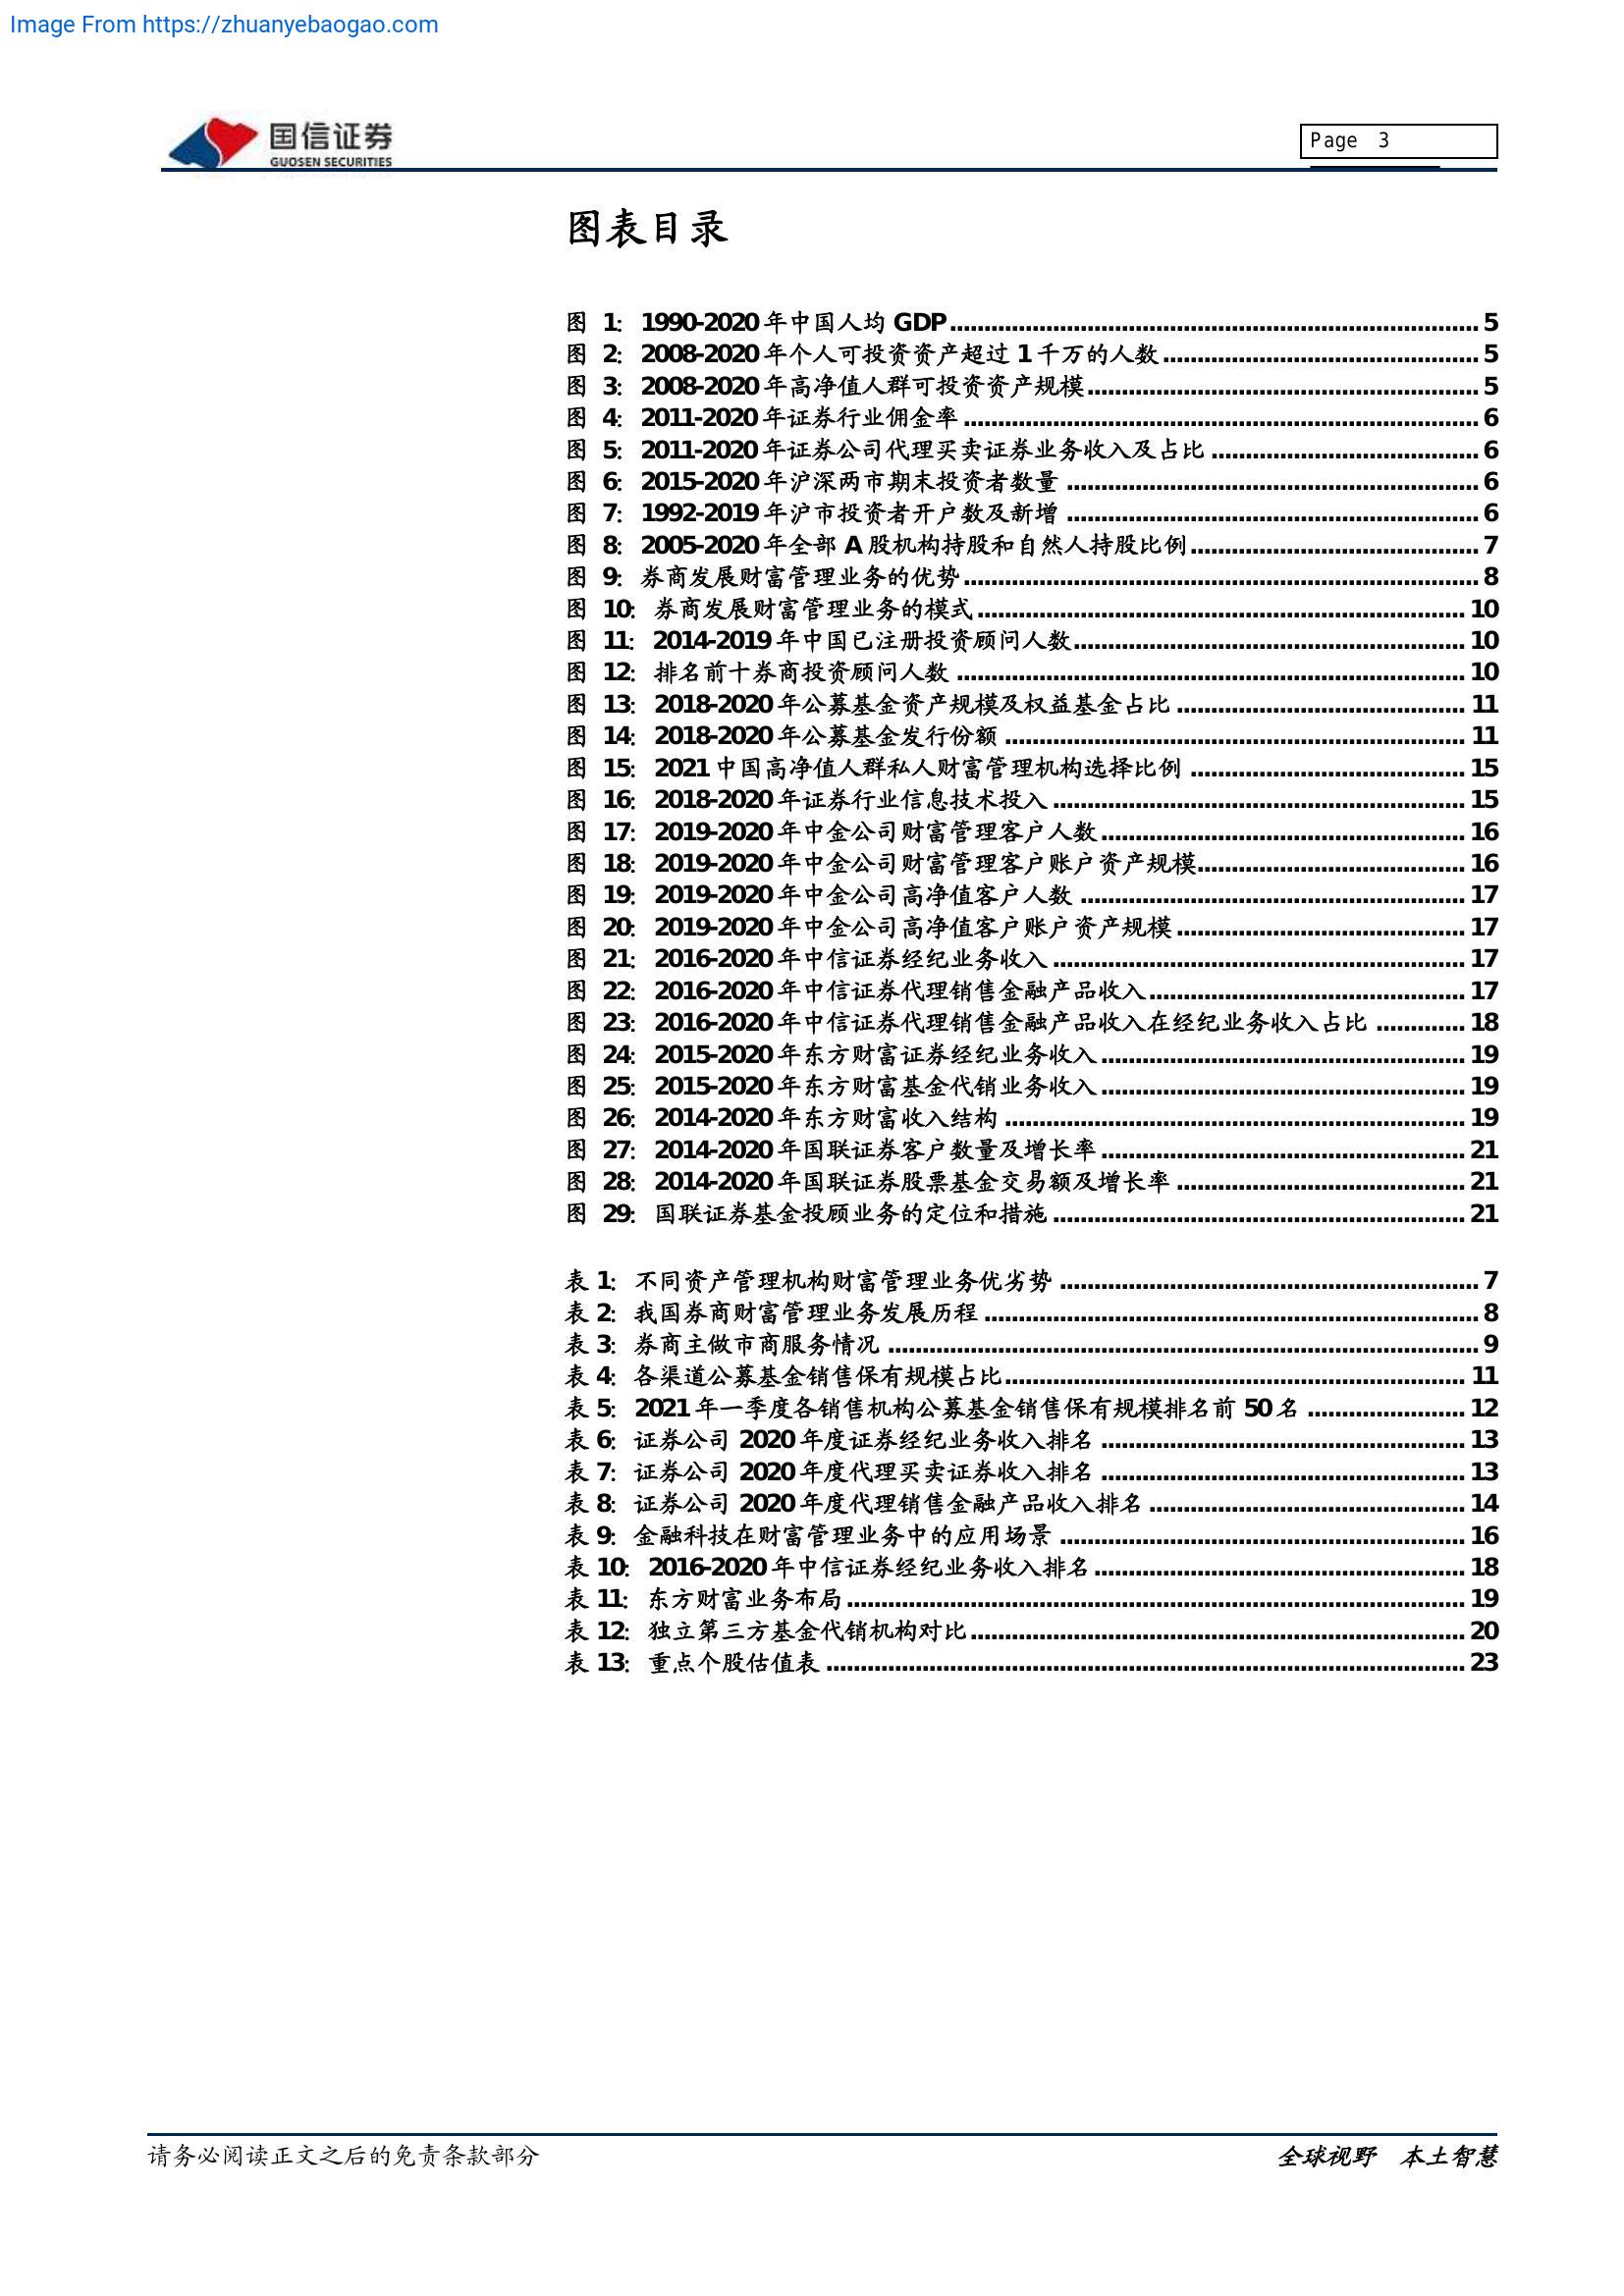 Image From https://zhuanyebaogao.com
国信证券
GUOSEN SECURITIES
Page 3
图表目录
图 1: 1990-2020 年中国人均 GDP.......... 5
图 2: 2008-2020 年个人可投资资产超过 1 千万的人数.......... 5
图 3: 2008-2020 年高净值人群可投资资产规模.......... 5
图 4: 2011-2020 年证券行业佣金率.......... 6
图 5: 2011-2020 年证券公司代理买卖证券业务收入及占比.......... 6
图 6: 2015-2020 年沪深两市期末投资者数量.......... 6
图 7: 1992-2019 年沪市投资者开户数及新增.......... 6
图 8: 2005-2020 年全部 A 股机构持股和自然人持股比例.......... 7
图 9: 券商发展财富管理业务的优势.......... 8
图 10: 券商发展财富管理业务的模式.......... 10
图 11: 2014-2019 年中国已注册投资顾问人数.......... 10
图 12: 排名前十券商投资顾问人数.......... 10
图 13: 2018-2020 年公募基金资产规模及权益基金占比.......... 11
图 14: 2018-2020 年公募基金发行份额.......... 11
图 15: 2021 中国高净值人群私人财富管理机构选择比例.......... 15
图 16: 2018-2020 年证券行业信息技术投入.......... 15
图 17: 2019-2020 年中金公司财富管理客户人数.......... 16
图 18: 2019-2020 年中金公司财富管理客户账户资产规模.......... 16
图 19: 2019-2020 年中金公司高净值客户人数.......... 17
图 20: 2019-2020 年中金公司高净值客户账户资产规模.......... 17
图 21: 2016-2020 年中信证券经纪业务收入.......... 17
图 22: 2016-2020 年中信证券代理销售金融产品收入.......... 17
图 23: 2016-2020 年中信证券代理销售金融产品收入在经纪业务收入占比.......... 18
图 24: 2015-2020 年东方财富证券经纪业务收入.......... 19
图 25: 2015-2020 年东方财富基金代销业务收入.......... 19
图 26: 2014-2020 年东方财富收入结构.......... 19
图 27: 2014-2020 年国联证券客户数量及增长率.......... 21
图 28: 2014-2020 年国联证券股票基金交易额及增长率.......... 21
图 29: 国联证券基金投顾业务的定位和措施.......... 21
表 1: 不同资产管理机构财富管理业务优劣势.......... 7
表 2: 我国券商财富管理业务发展历程.......... 8
表 3: 券商主做市商服务情况.......... 9
表 4: 各渠道公募基金销售保有规模占比.......... 11
表 5: 2021 年一季度各销售机构公募基金销售保有规模排名前 50 名.......... 12
表 6: 证券公司 2020 年度证券经纪业务收入排名.......... 13
表 7: 证券公司 2020 年度代理买卖证券收入排名.......... 13
表 8: 证券公司 2020 年度代理销售金融产品收入排名.......... 14
表 9: 金融科技在财富管理业务中的应用场景.......... 16
表 10: 2016-2020 年中信证券经纪业务收入排名.......... 18
表 11: 东方财富业务布局.......... 19
表 12: 独立第三方基金代销机构对比.......... 20
表 13: 重点个股估值表.......... 23
请务必阅读正文之后的免责条款部分
全球视野 本土智慧